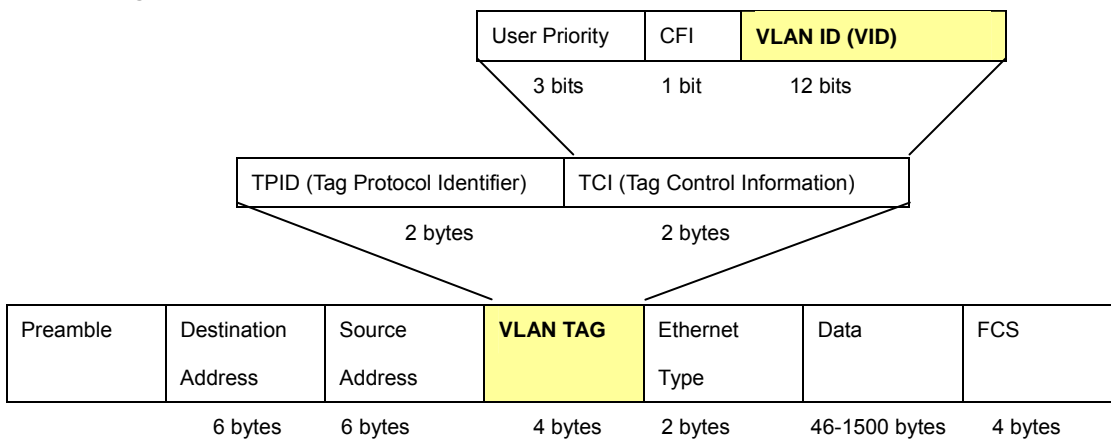 User Priority CFI VLAN ID (VID)
3 bits 1 bit 12 bits
TPID (Tag Protocol Identifier) TCI (Tag Control Information)
2 bytes 2 bytes
Preamble Destination Address Source Address VLAN TAG Ethernet Type Data FCS
6 bytes 6 bytes 4 bytes 2 bytes 46-1500 bytes 4 bytes